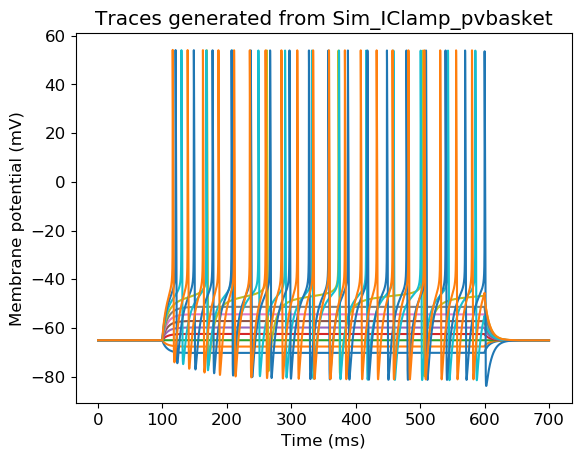 Traces generated from Sim_IClamp_pvbasket
60
40
20
0
−20
−40
−60
−80
Membrane potential (mV)
0 100 200 300 400 500 600 700
Time (ms)